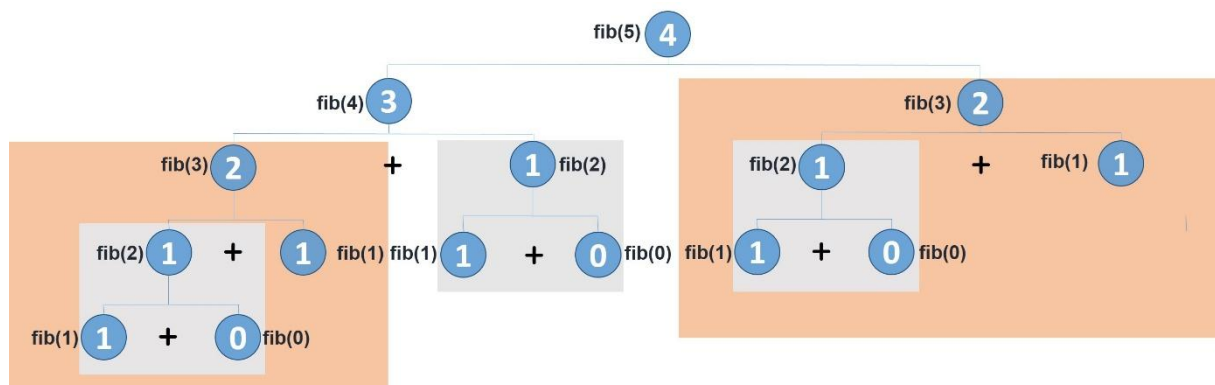 fib(5) 4
fib(4) 3 fib(3) 2
fib(3) 2 + 1 fib(2) fib(2) 1 + fib(1) 1
fib(2) 1 + 1 fib(1) fib(1) 1 + 0 fib(0) fib(1) 1 + 0 fib(0)
fib(1) 1 + 0 fib(0)